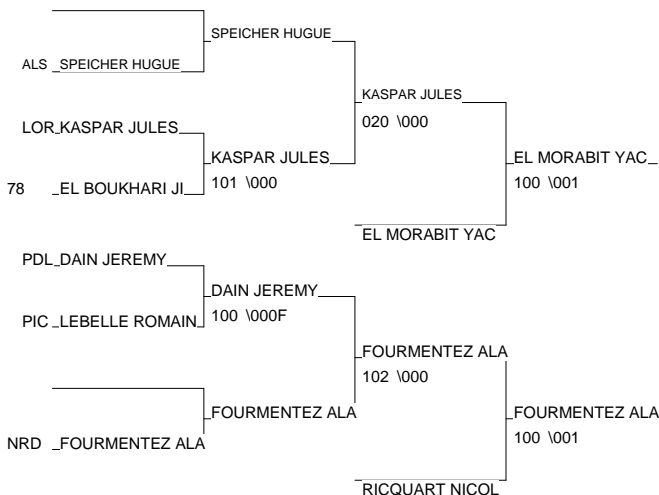 SPEICHER HUGUE
ALS SPEICHER HUGUE
KASPAR JULES
020 \000
LOR KASPAR JULES
KASPAR JULES
101 \000
EL MORABIT YAC
100 \001
78 EL BOUKHARI JI
EL MORABIT YAC
PDL DAIN JEREMY
DAIN JEREMY
100 \000F
PIC LEBELLE ROMAIN
FOURMENTEZ ALA
102 \000
FOURMENTEZ ALA
FOURMENTEZ ALA
100 \001
NRD FOURMENTEZ ALA
RICQUART NICOL